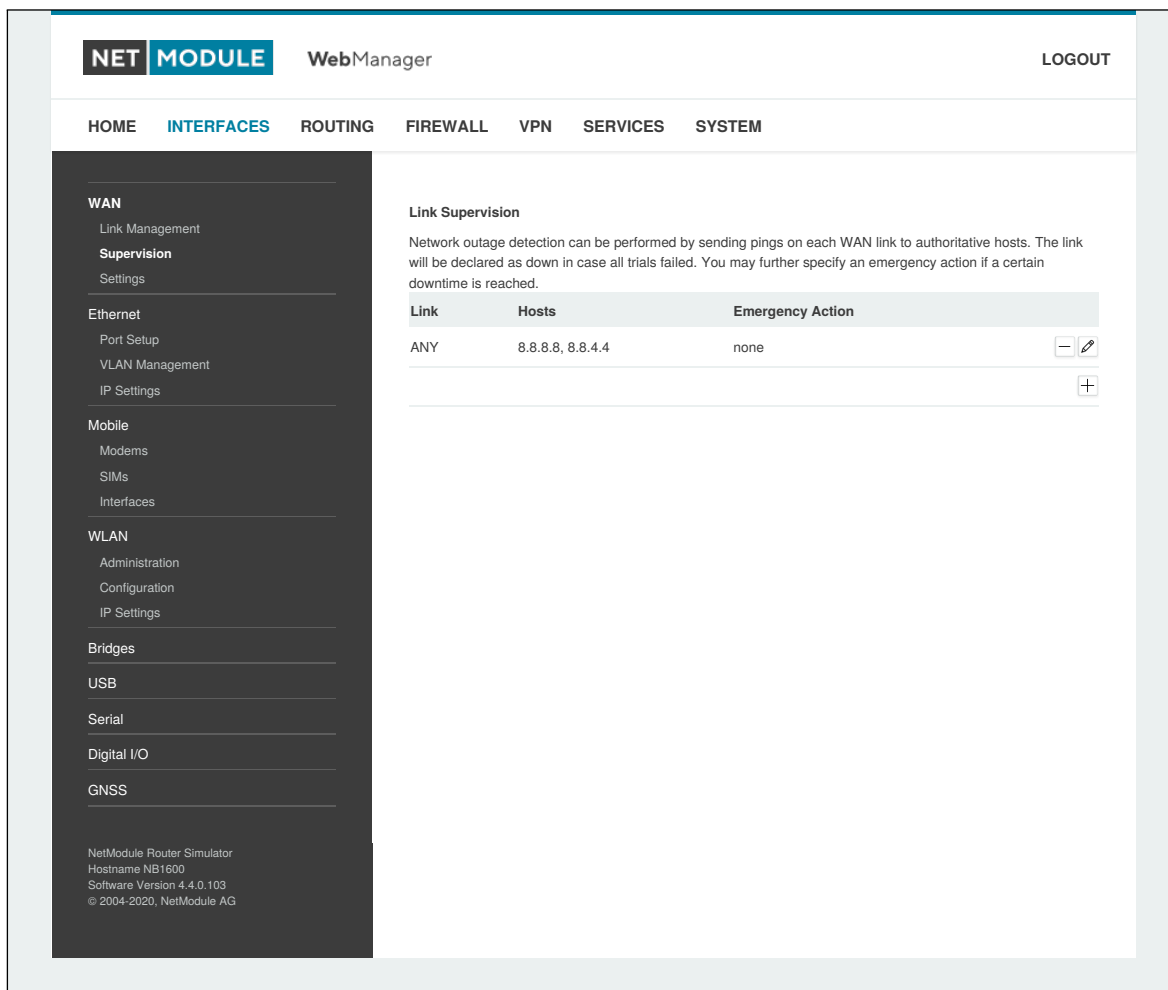 NET MODULE WebManager LOGOUT
HOME INTERFACES ROUTING FIREWALL VPN SERVICES SYSTEM
WAN
Link Management
Supervision
Settings
Ethernet
Port Setup
VLAN Management
IP Settings
Mobile
Modems
SIMs
Interfaces
WLAN
Administration
Configuration
IP Settings
Bridges
USB
Serial
Digital I/O
GNSS
NetModule Router Simulator
Hostname NB1600
Software Version 4.4.0.103
© 2004-2020, NetModule AG
Link Supervision
Network outage detection can be performed by sending pings on each WAN link to authoritative hosts. The link
will be declared as down in case all trials failed. You may further specify an emergency action if a certain
downtime is reached.
Link Hosts Emergency Action
ANY 8.8.8.8, 8.8.4.4 none